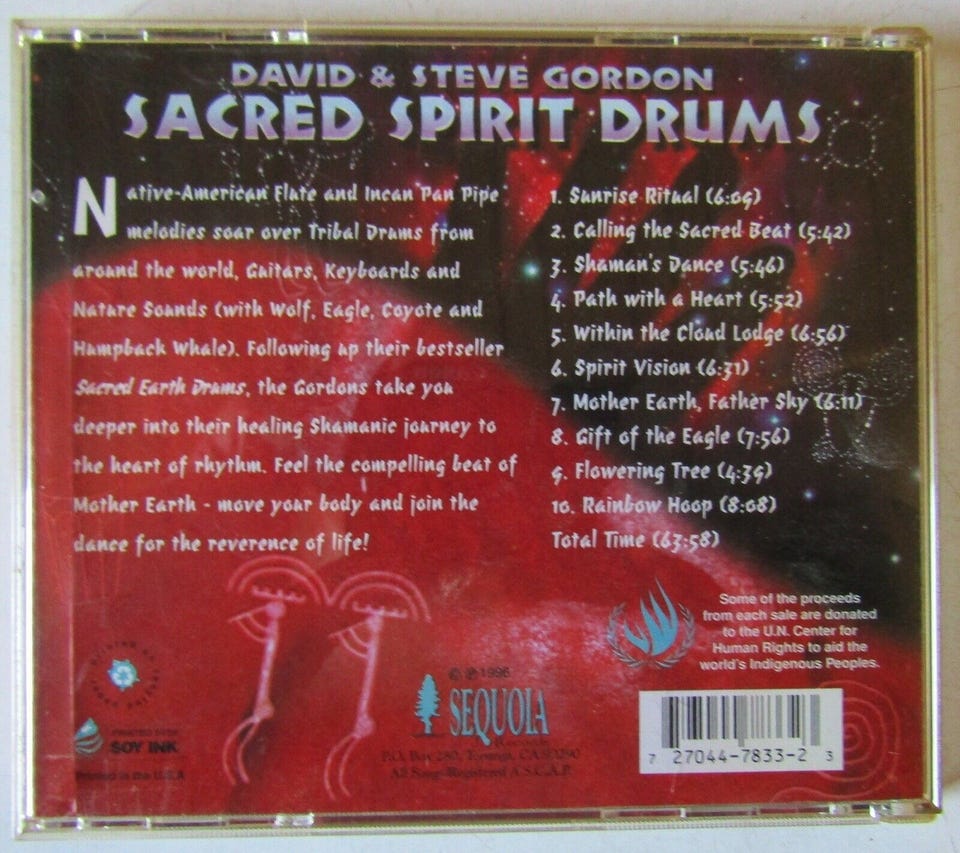 DAVID & STEVE GORDON
SACRED SPIRIT DRUMS
Native-American Flute and Incan Pan Pipe
melodies soar over Tribal Drums from
around the world, Guitars, Keyboards and
Nature Sounds (with Wolf, Eagle, Coyote and
Humpback Whale). Following up their bestseller
Sacred Earth Drums, the Gordons take you
deeper into their healing Shamanic journey to
the heart of rhythm. Feel the compelling beat of
Mother Earth - move your body and join the
dance for the reverence of life!
1. Sunrise Ritual (6:09)
2. Calling the Sacred Beat (5:42)
3. Shaman's Dance (5:46)
4. Path with a Heart (5:52)
5. Within the Cloud Lodge (6:56)
6. Spirit Vision (6:31)
7. Mother Earth, Father Sky (6:11)
8. Gift of the Eagle (7:56)
9. Flowering Tree (4:39)
10. Rainbow Hoop (8:08)
Total Time (63:58)
Some of the proceeds
from each sale are donated
to the U.N. Center for
Human Rights to aid the
world's Indigenous Peoples.
PRINTED WITH
SOY INK
Printed in the U.S.A
© ℗ 1996
SEQUOIA
Records
P.O. Box 280, Topanga, CA 90290
All Songs Registered A.S.C.A.P.
7 27044-7833-2 3